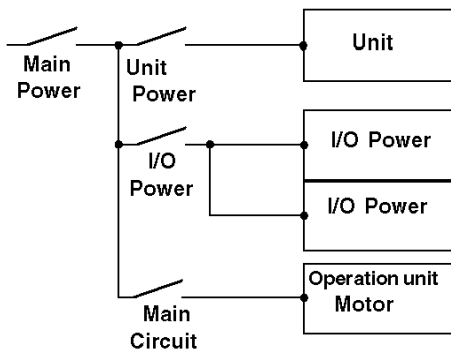 Main
Power
Unit
Power
Unit
I/O
Power
I/O Power
I/O Power
Main
Circuit
Operation unit
Motor